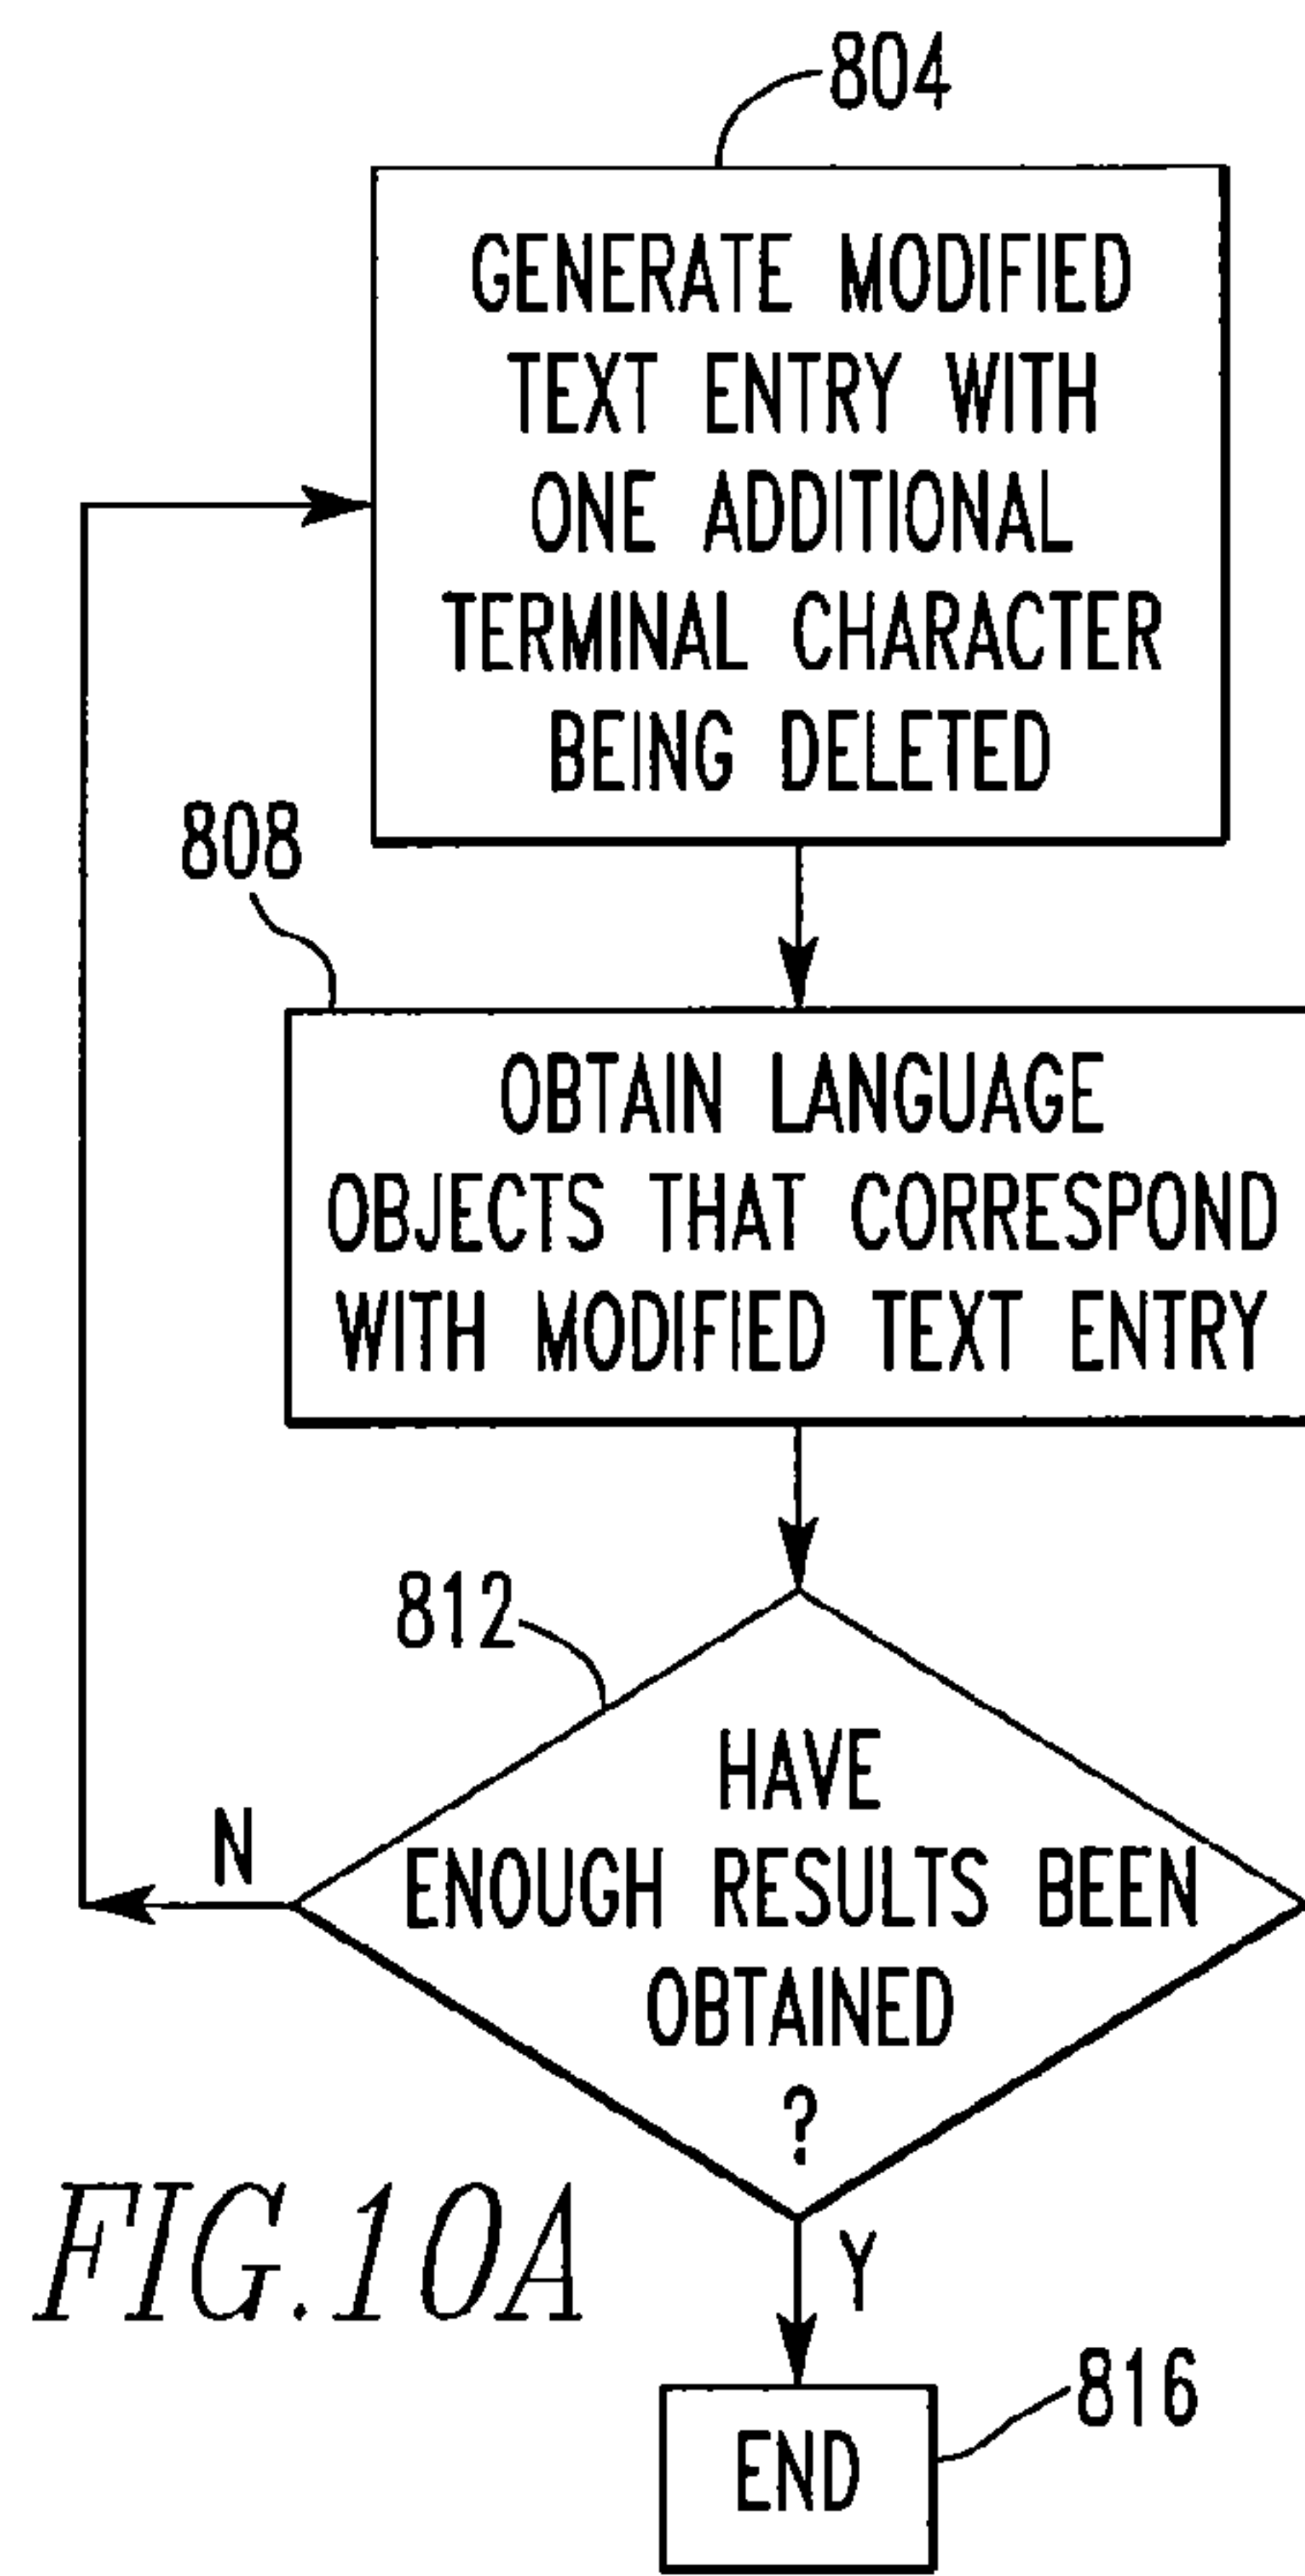 804
GENERATE MODIFIED
TEXT ENTRY WITH
ONE ADDITIONAL
TERMINAL CHARACTER
BEING DELETED
808
OBTAIN LANGUAGE
OBJECTS THAT CORRESPOND
WITH MODIFIED TEXT ENTRY
812
HAVE
ENOUGH RESULTS BEEN
OBTAINED
?
N
Y
FIG.10A
816
END